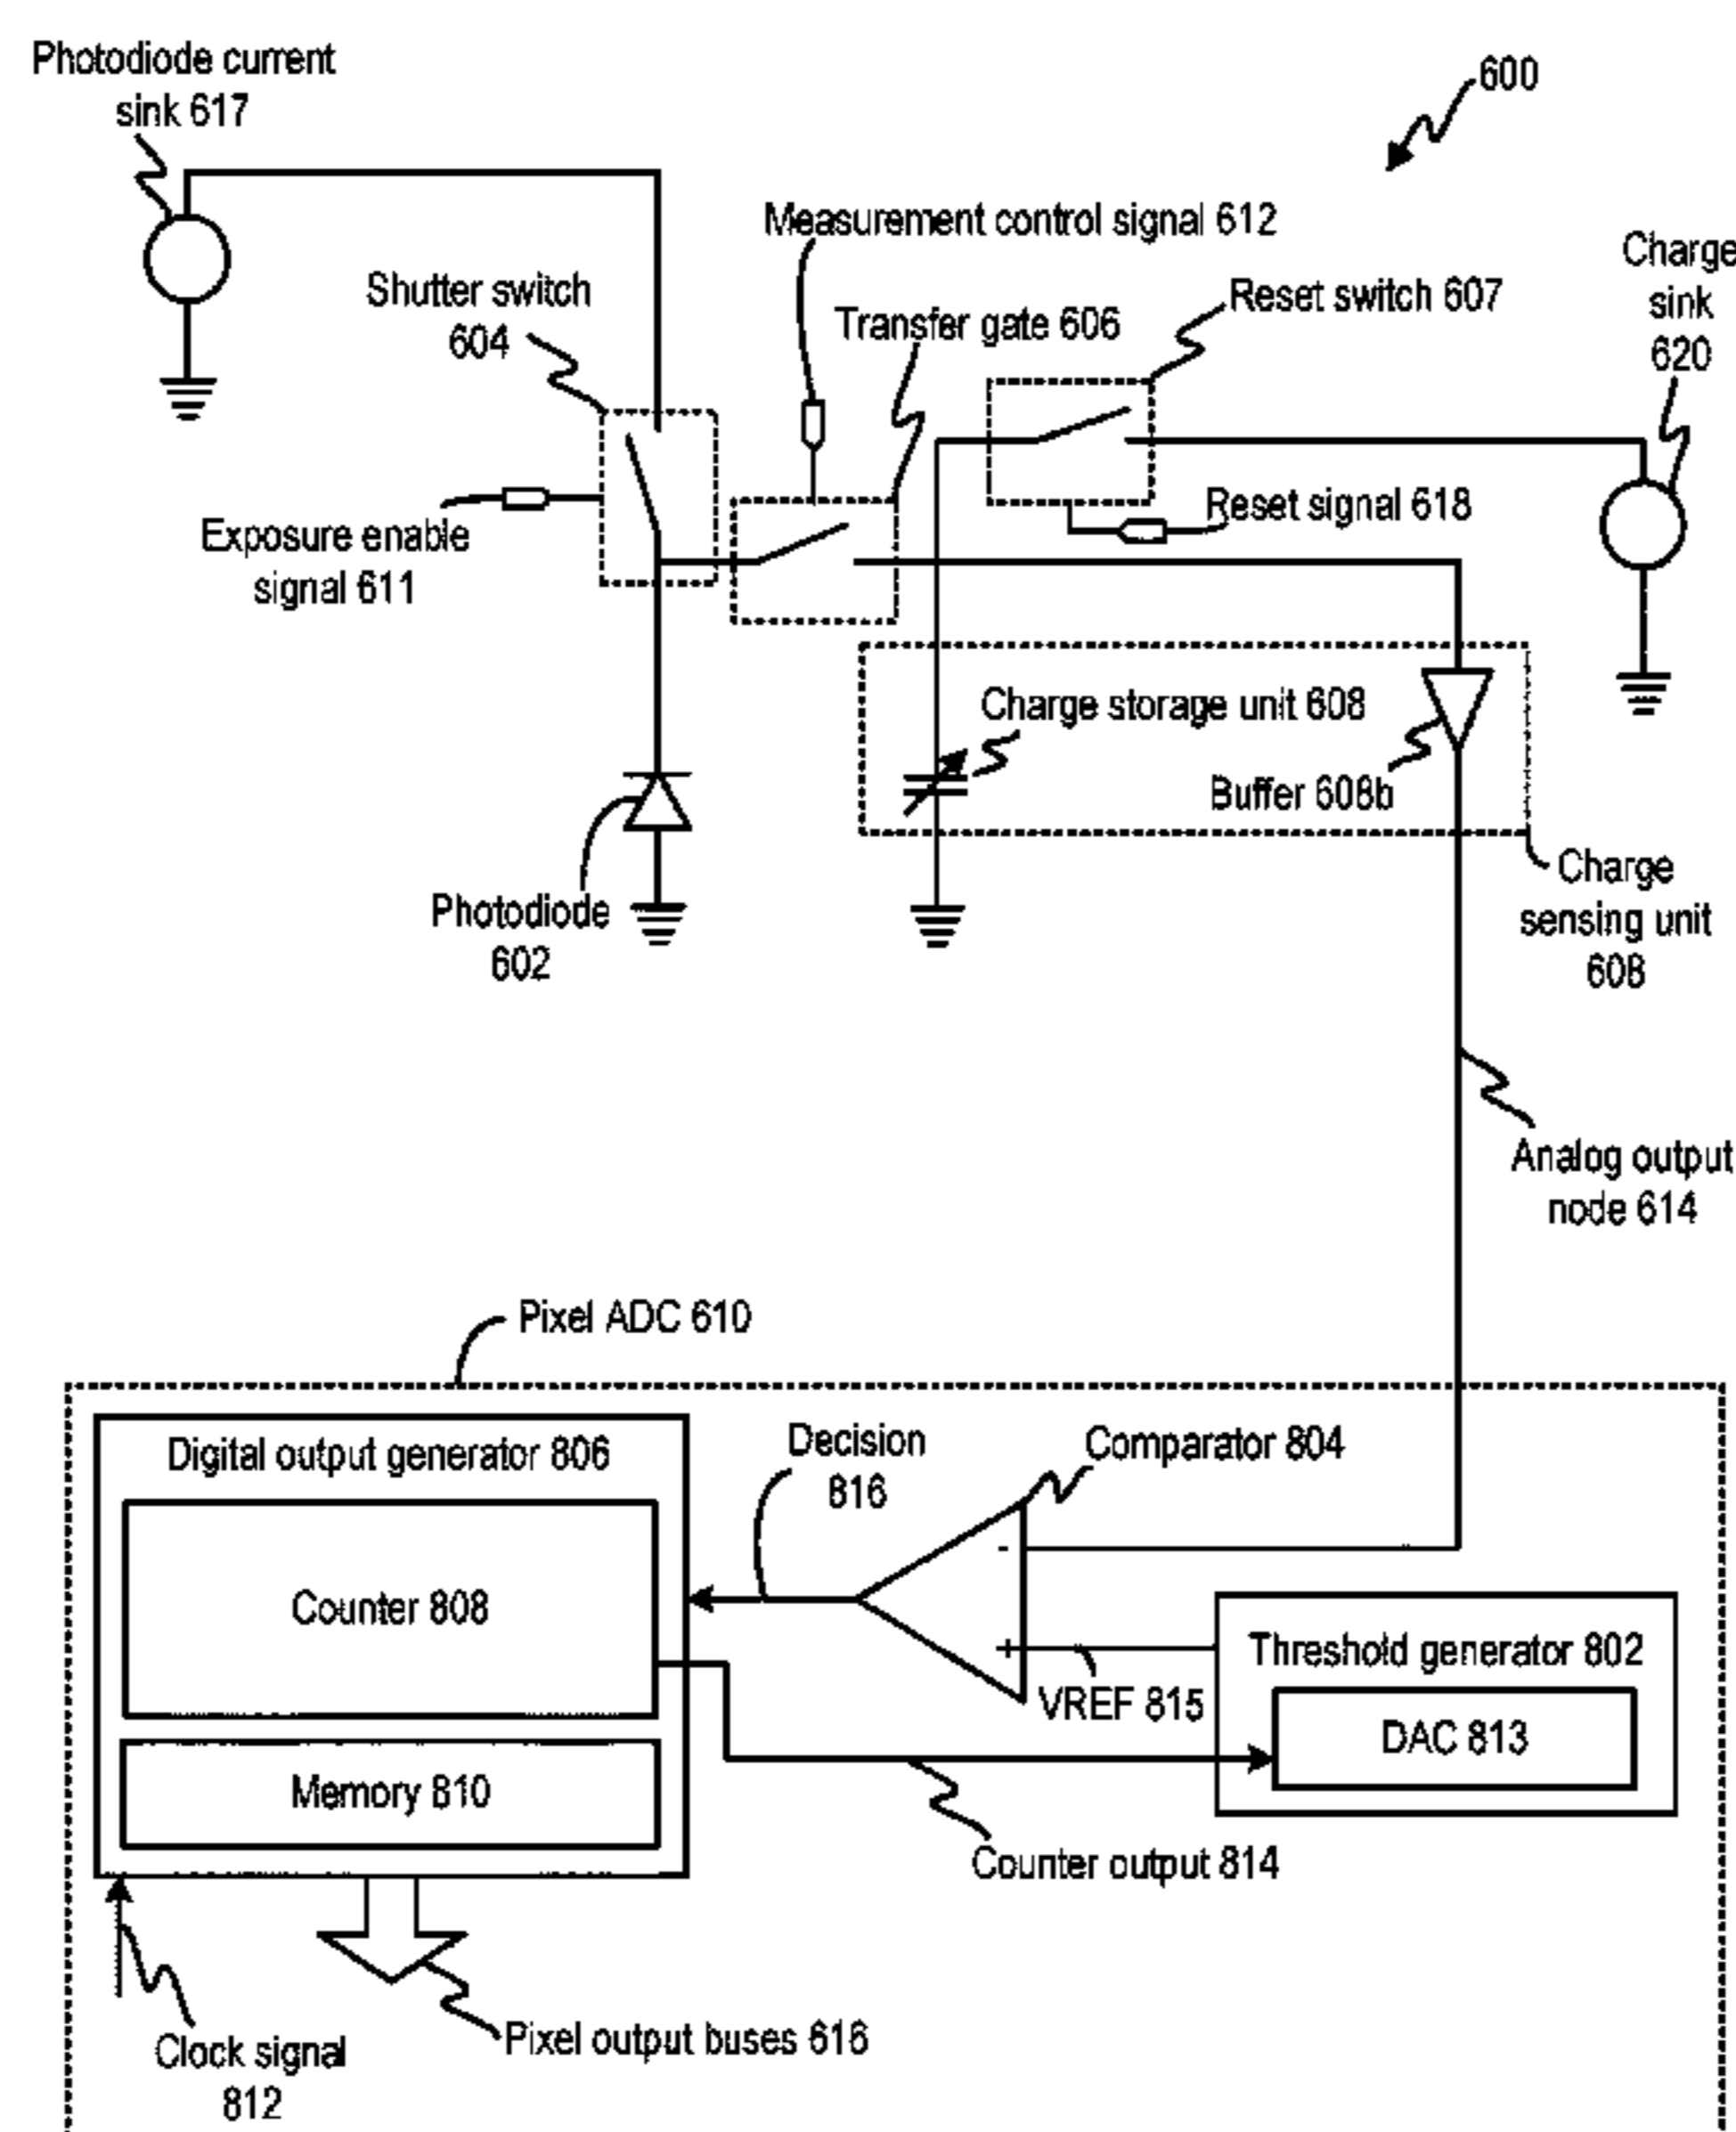 Photodiode current
sink 617
600
Measurement control signal 612
Charge
sink
620
Shutter switch
604
Transfer gate 606
Reset switch 607
Exposure enable
signal 611
Reset signal 618
Charge storage unit 608
Buffer 608b
Photodiode
602
Charge
sensing unit
608
Analog output
node 614
Pixel ADC 610
Digital output generator 806
Decision
816
Comparator 804
-
+
Counter 808
Threshold generator 802
VREF 815
DAC 813
Memory 810
Counter output 814
Clock signal
812
Pixel output buses 616